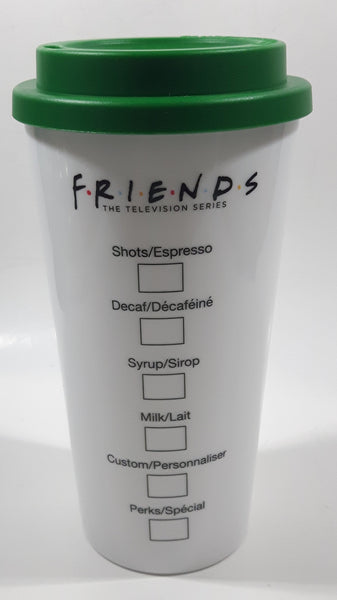 F·R·I·E·N·D·S
THE TELEVISION SERIES
Shots/Espresso
Decaf/Décaféiné
Syrup/Sirop
Milk/Lait
Custom/Personnaliser
Perks/Spécial